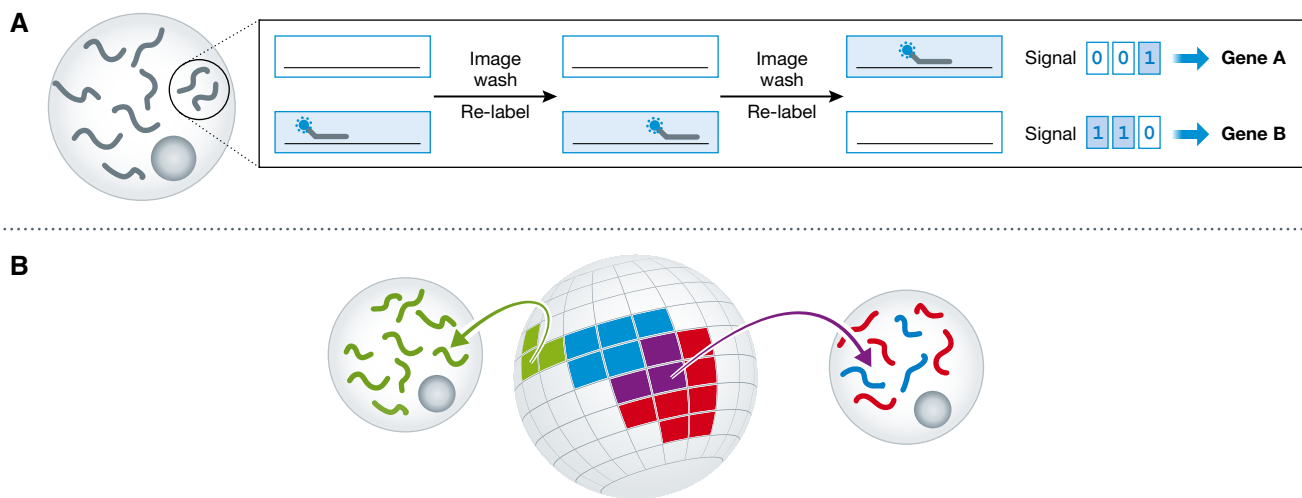 A
Image
wash
Re-label
Image
wash
Re-label
Signal 0 0 1 Gene A
Signal 1 1 0 Gene B
B